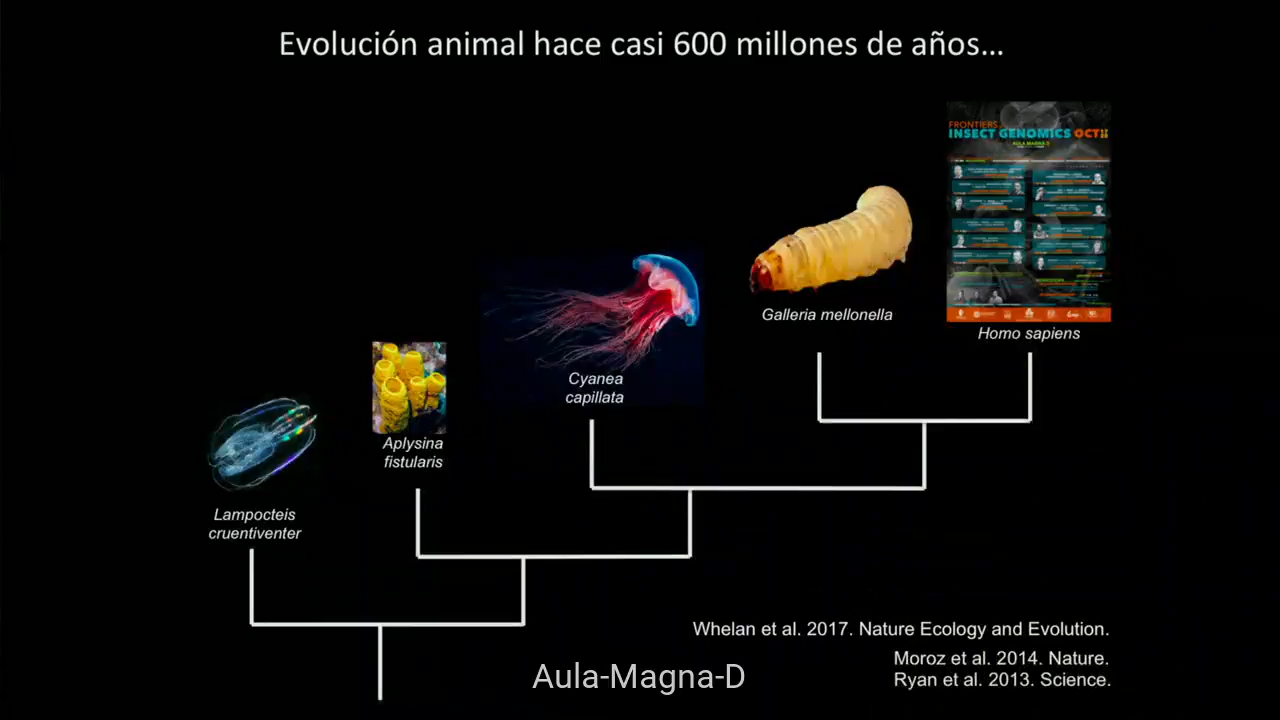 Evolución animal hace casi 600 millones de años...
FRONTIERS
INSECT GENOMICS OCT
AULA MAGNA-D
Galleria mellonella
Homo sapiens
Cyanea
capillata
Aplysina
fistularis
Lampocteis
cruentiventer
Whelan et al. 2017. Nature Ecology and Evolution.
Moroz et al. 2014. Nature.
Ryan et al. 2013. Science.
Aula-Magna-D